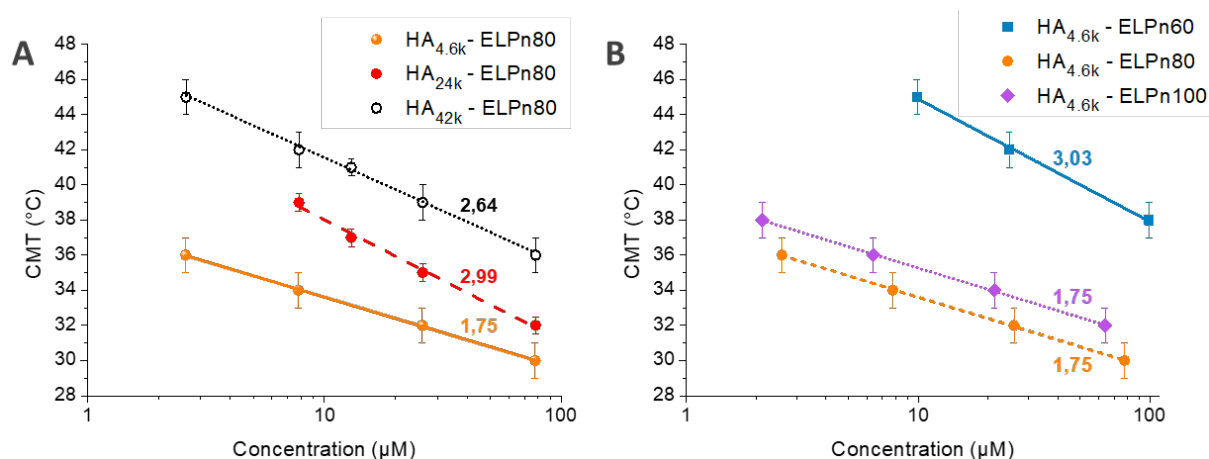 A
48
46
44
42
40
38
36
34
32
30
28
CMT (°C)
HA4.6k - ELPn80
HA24k - ELPn80
HA42k - ELPn80
2,64
2,99
1,75
1
10
100
Concentration (µM)
B
48
46
44
42
40
38
36
34
32
30
28
CMT (°C)
HA4.6k - ELPn60
HA4.6k - ELPn80
HA4.6k - ELPn100
3,03
1,75
1,75
1
10
100
Concentration (µM)